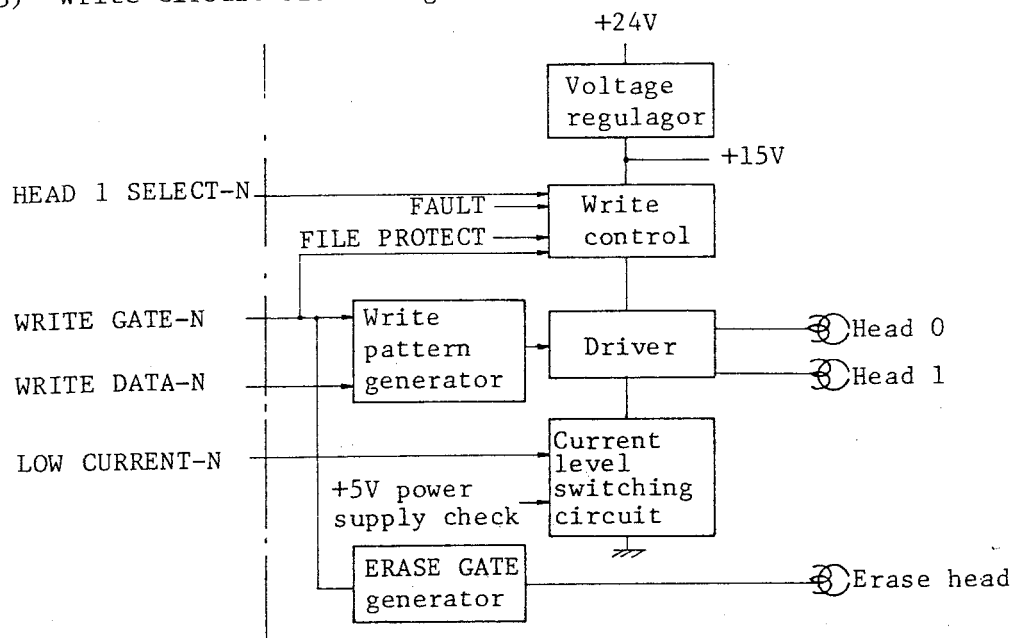 +24V
Voltage
regulagor
+15V
HEAD 1 SELECT-N
FAULT
FILE PROTECT
Write
control
WRITE GATE-N
WRITE DATA-N
Write
pattern
generator
Driver
Head 0
Head 1
LOW CURRENT-N
+5V power
supply check
Current
level
switching
circuit
ERASE GATE
generator
Erase head